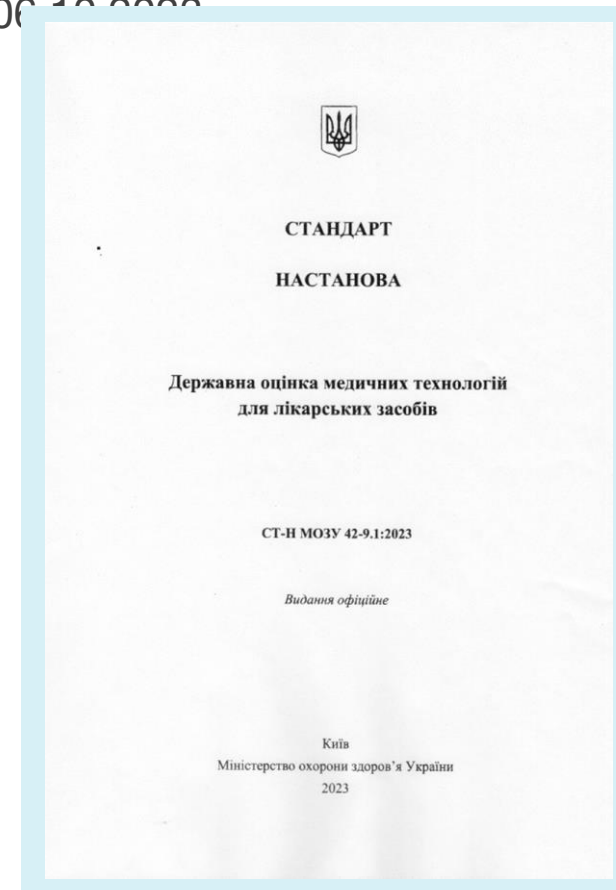 СТАНДАРТ
НАСТАНОВА
Державна оцінка медичних технологій
для лікарських засобів
СТ-Н МОЗУ 42-9.1:2023
Видання офіційне
Київ
Міністерство охорони здоров’я України
2023